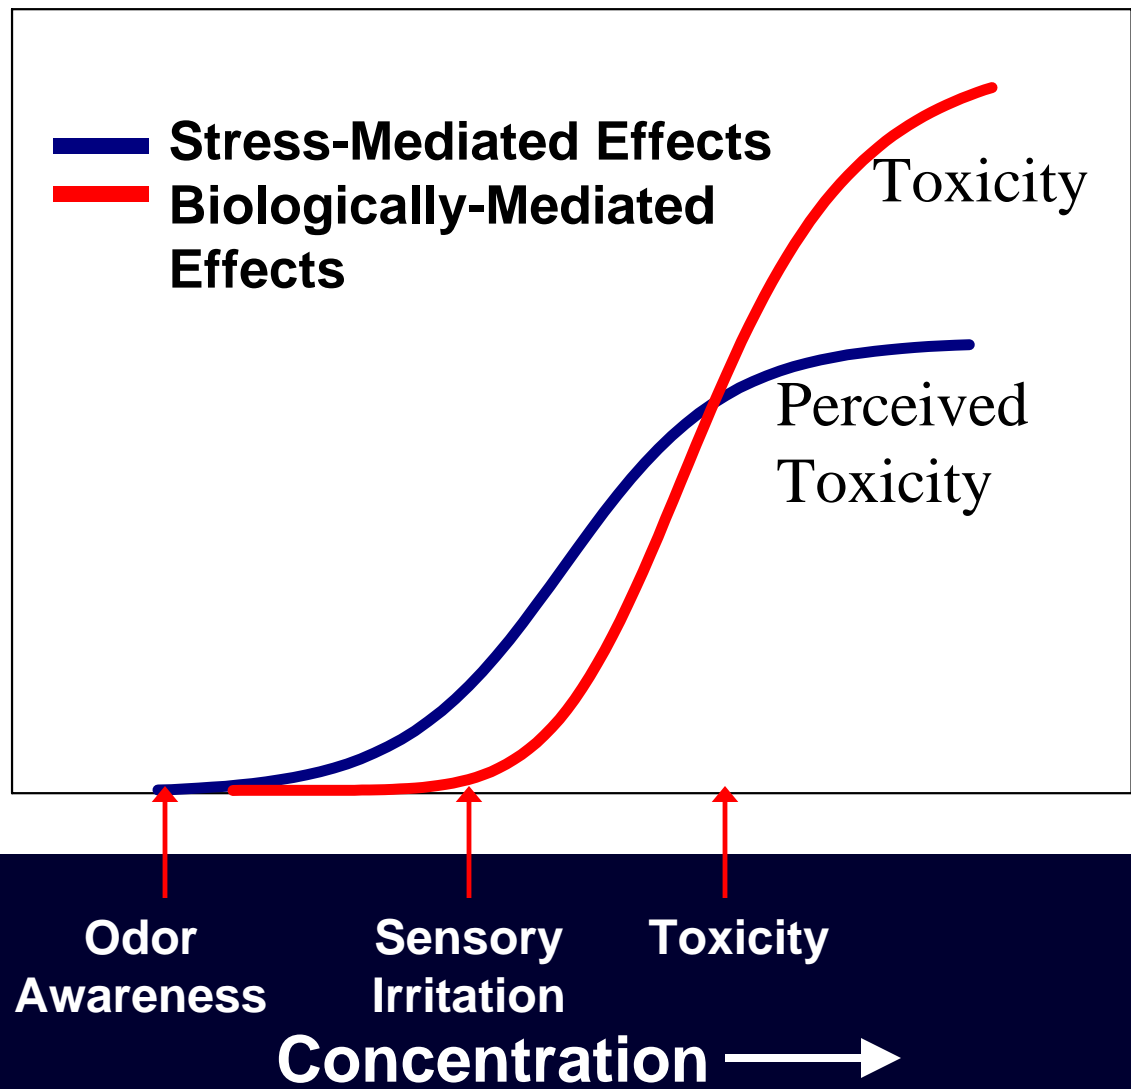 Stress-Mediated Effects
Biologically-Mediated
Effects
Toxicity
Perceived
Toxicity
Odor
Awareness
Sensory
Irritation
Toxicity
Concentration